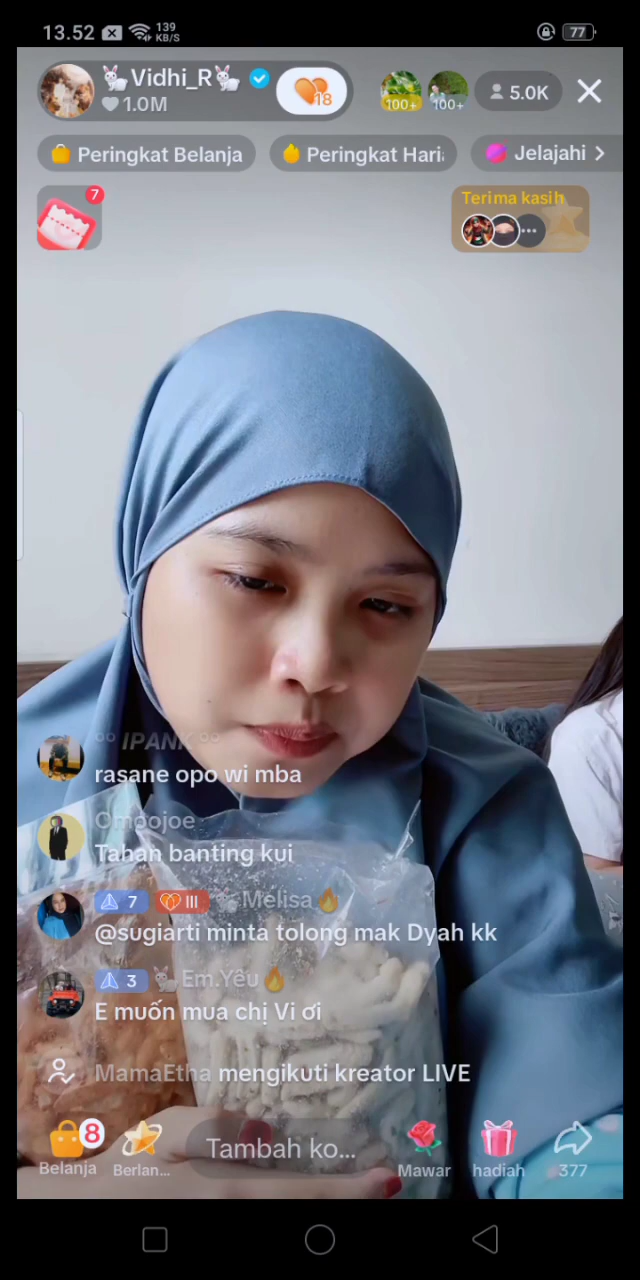 13.52
139
KB/S
77
Vidhi_R
18
1.0M
100+
100+
5.0K
Peringkat Belanja
Peringkat Hari
Jelajahi
7
Terima kasih
°° IPANK °°
rasane opo wi mba
Omoojoe
Tahan banting kui
7 III Melisa
@sugiarti minta tolong mak Dyah kk
3 Em.Yêu
E muốn mua chị Vi ơi
MamaEtha mengikuti kreator LIVE
8
Belanja
Berlan...
Tambah ko...
Mawar
hadiah
377